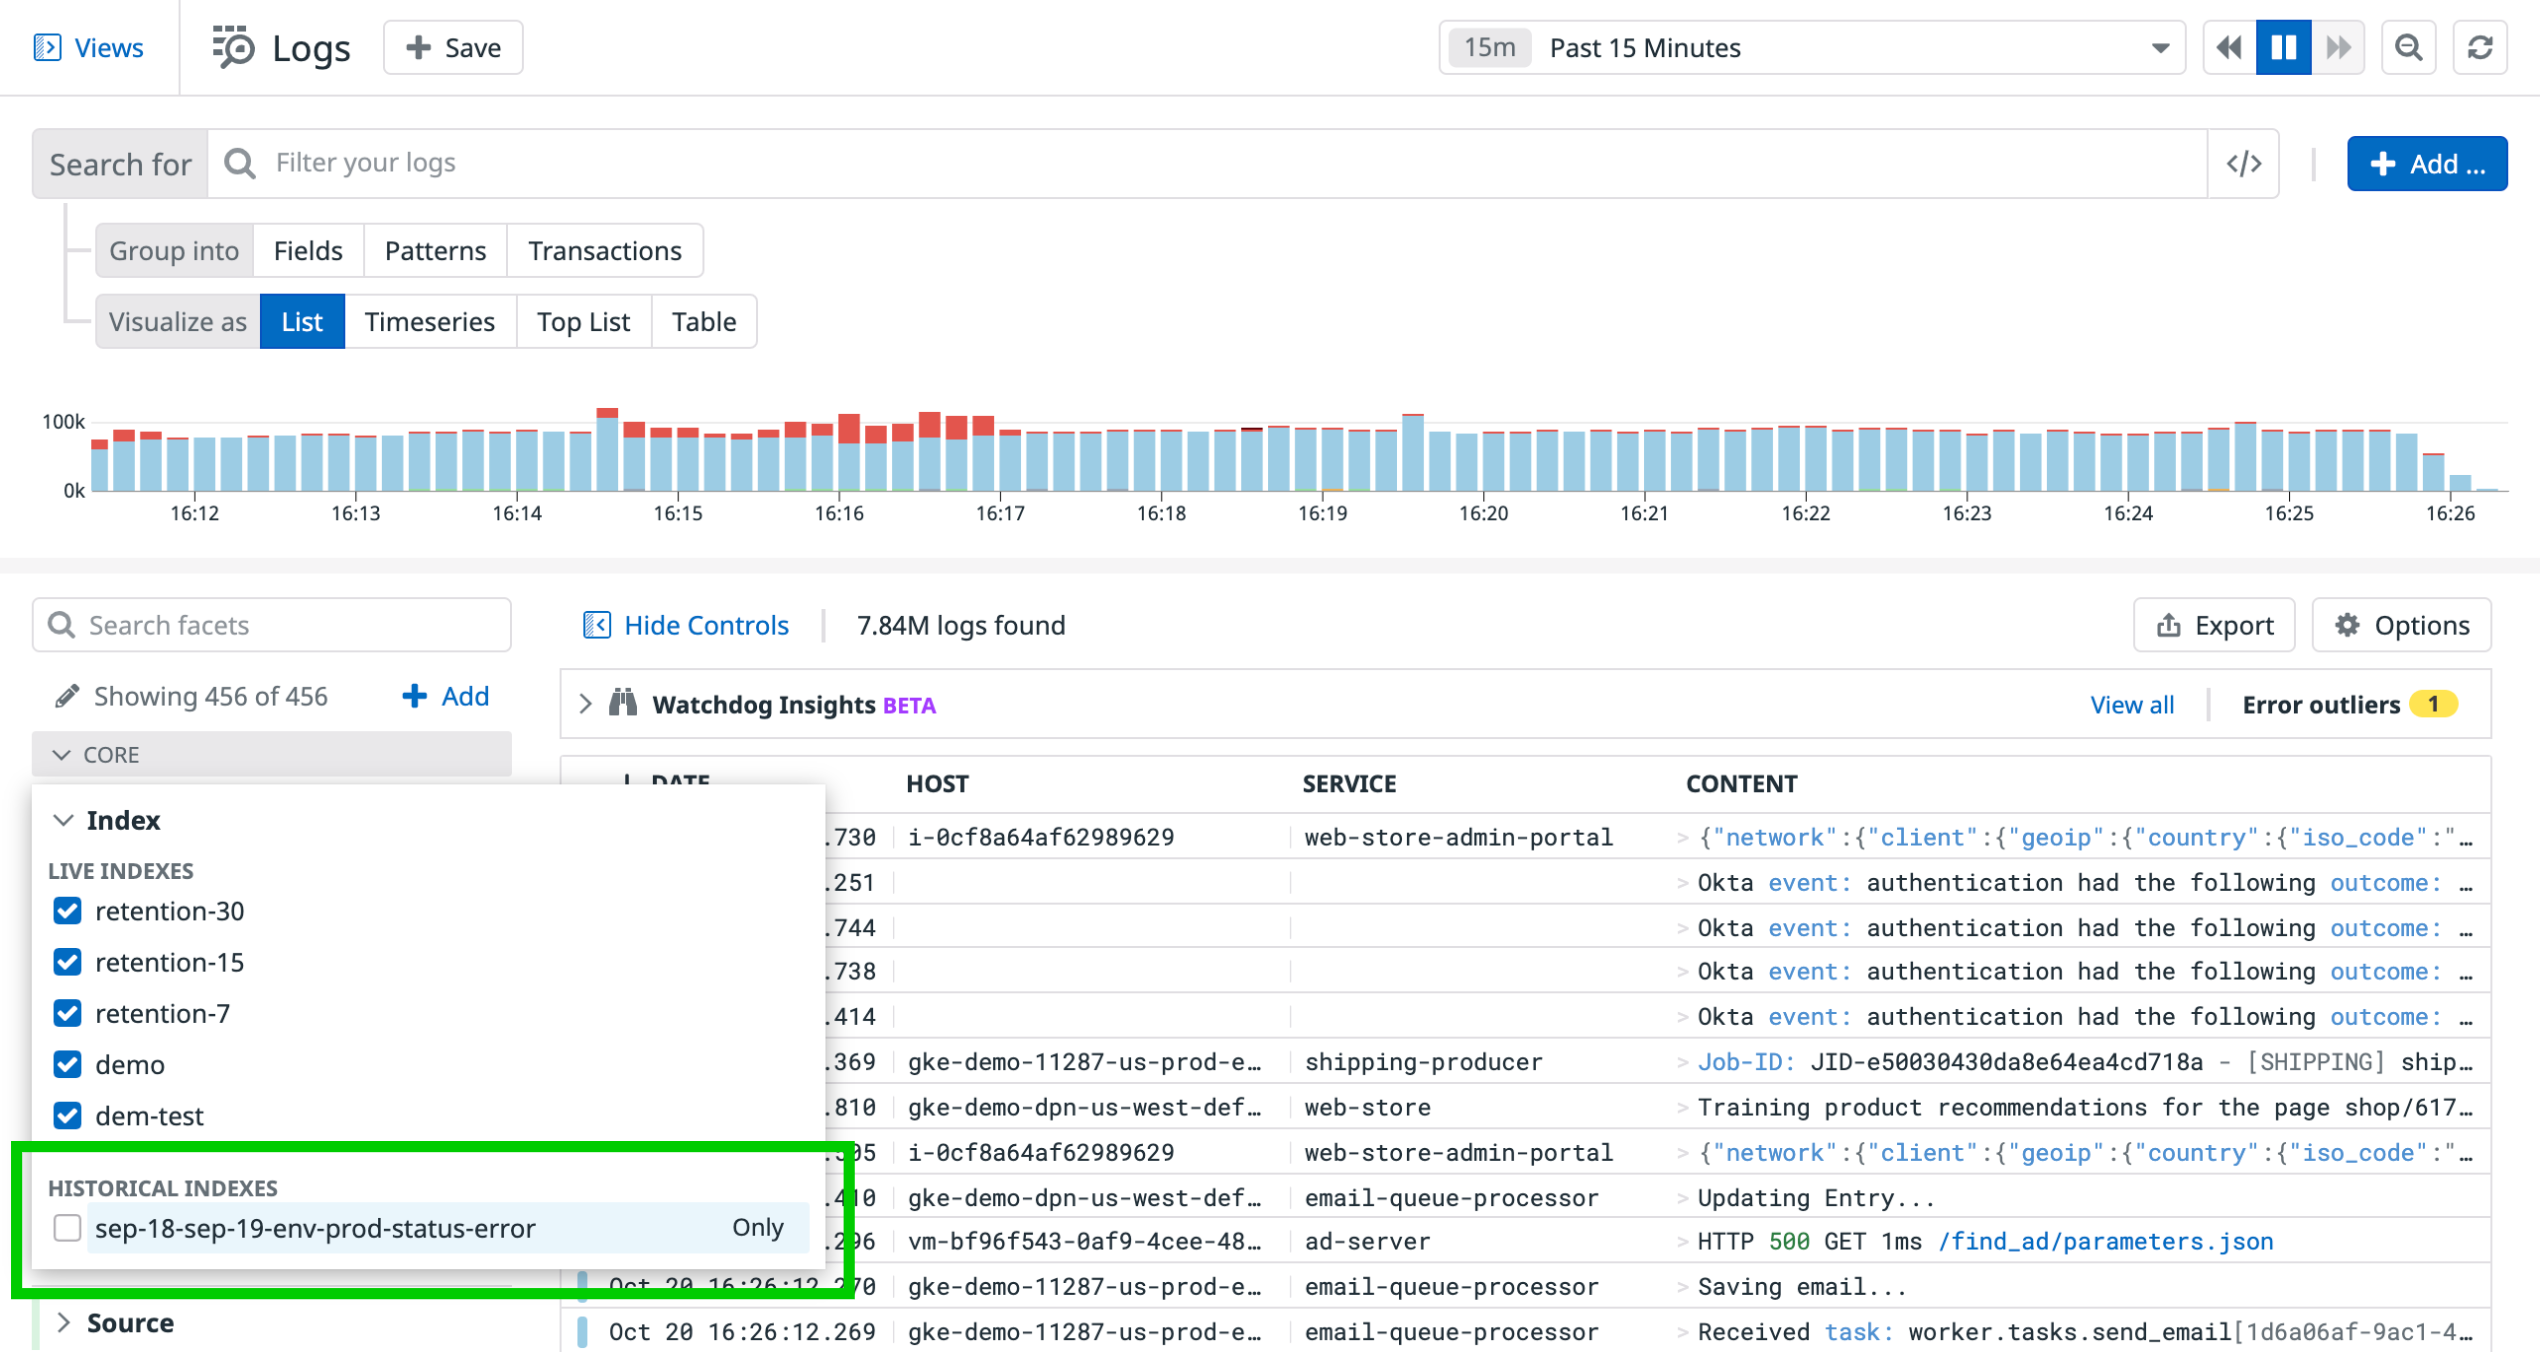 Views
Logs
Save
15m Past 15 Minutes
Search for Filter your logs </> Add ...
Group into Fields Patterns Transactions
Visualize as List Timeseries Top List Table
100k
0k
16:12 16:13 16:14 16:15 16:16 16:17 16:18 16:19 16:20 16:21 16:22 16:23 16:24 16:25 16:26
Search facets
Hide Controls 7.84M logs found Export Options
Showing 456 of 456 Add
Watchdog Insights BETA View all Error outliers 1
CORE
DATE HOST SERVICE CONTENT
Index
LIVE INDEXES
retention-30
retention-15
retention-7
demo
dem-test
HISTORICAL INDEXES
sep-18-sep-19-env-prod-status-error Only
Source
.730 i-0cf8a64af62989629 web-store-admin-portal > {"network":{"client":{"geoip":{"country":{"iso_code":"…
.251 > Okta event: authentication had the following outcome: …
.744 > Okta event: authentication had the following outcome: …
.738 > Okta event: authentication had the following outcome: …
.414 > Okta event: authentication had the following outcome: …
.369 gke-demo-11287-us-prod-e… shipping-producer > Job-ID: JID-e50030430da8e64ea4cd718a - [SHIPPING] ship…
.810 gke-demo-dpn-us-west-def… web-store > Training product recommendations for the page shop/617…
i-0cf8a64af62989629 web-store-admin-portal > {"network":{"client":{"geoip":{"country":{"iso_code":"…
gke-demo-dpn-us-west-def… email-queue-processor > Updating Entry...
vm-bf96f543-0af9-4cee-48… ad-server > HTTP 500 GET 1ms /find_ad/parameters.json
Oct 20 16:26:12.270 gke-demo-11287-us-prod-e… email-queue-processor > Saving email...
Oct 20 16:26:12.269 gke-demo-11287-us-prod-e… email-queue-processor > Received task: worker.tasks.send_email[1d6a06af-9ac1-4…